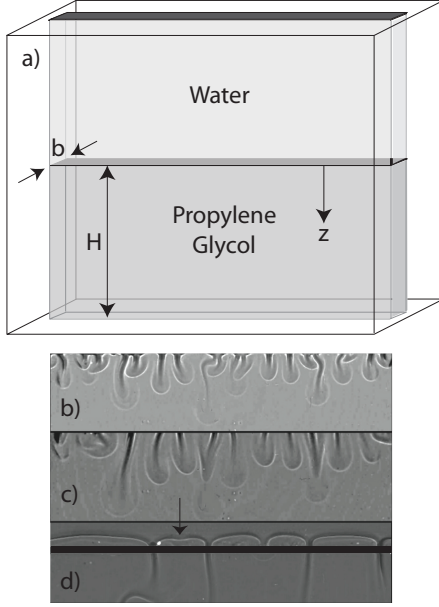 a)
Water
b
H
Propylene
Glycol
z
b)
c)
d)